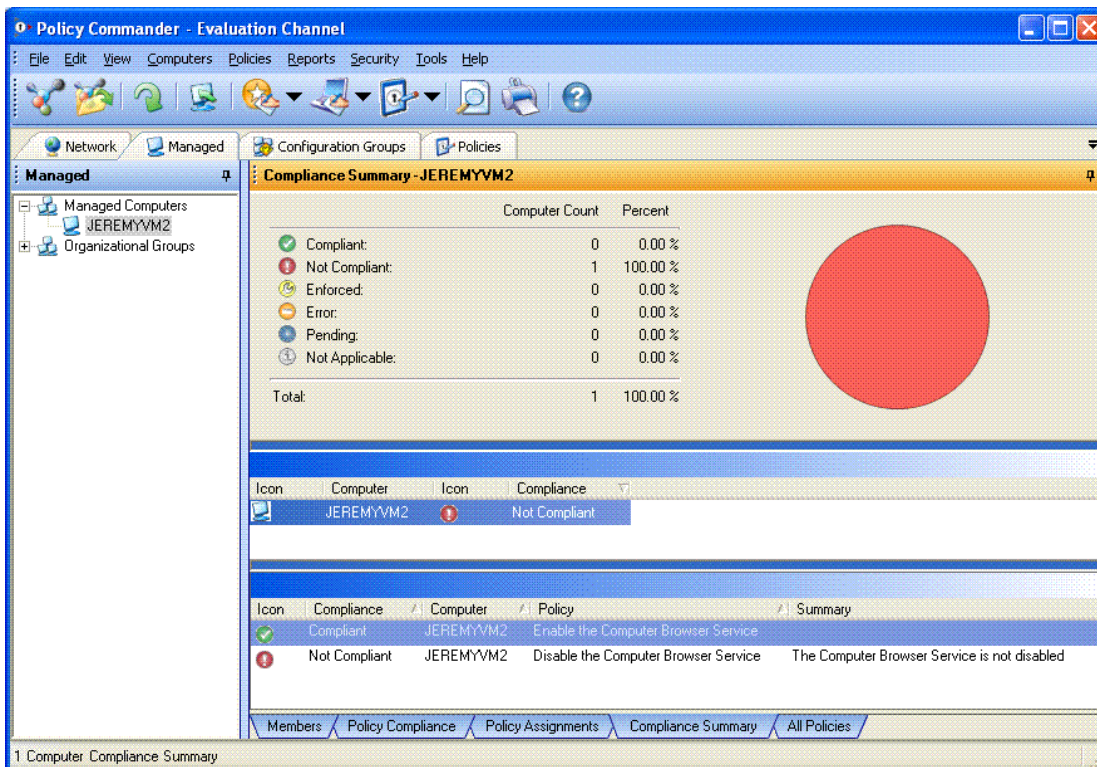 Policy Commander - Evaluation Channel
File Edit View Computers Policies Reports Security Tools Help
Network Managed Configuration Groups Policies
Managed
Managed Computers
JEREMYVM2
Organizational Groups
Compliance Summary - JEREMYVM2
Computer Count Percent
Compliant: 0 0.00 %
Not Compliant: 1 100.00 %
Enforced: 0 0.00 %
Error: 0 0.00 %
Pending: 0 0.00 %
Not Applicable: 0 0.00 %
Total: 1 100.00 %
Icon Computer Icon Compliance
JEREMYVM2 Not Compliant
Icon Compliance Computer Policy Summary
Compliant JEREMYVM2 Enable the Computer Browser Service
Not Compliant JEREMYVM2 Disable the Computer Browser Service The Computer Browser Service is not disabled
Members Policy Compliance Policy Assignments Compliance Summary All Policies
1 Computer Compliance Summary